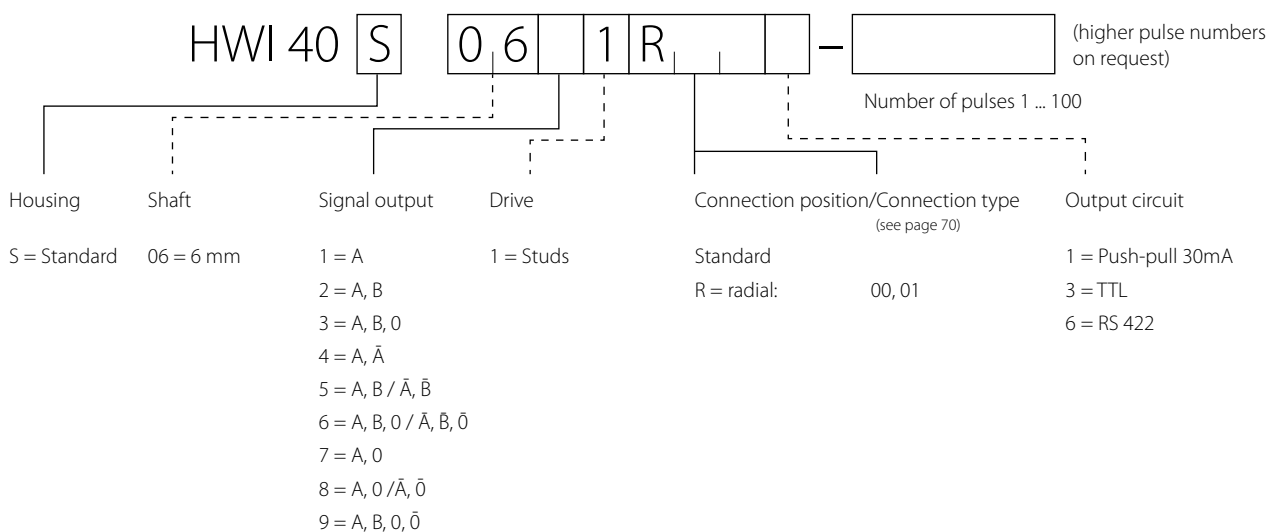 HWI 40 S 0 6 1 R –
(higher pulse numbers
on request)
Number of pulses 1 ... 100
Housing Shaft Signal output Drive Connection position/Connection type Output circuit
(see page 70)
S = Standard 06 = 6 mm 1 = A 1 = Studs Standard 1 = Push-pull 30mA
2 = A, B R = radial: 00, 01 3 = TTL
3 = A, B, 0 6 = RS 422
4 = A, Ā
5 = A, B / Ā, B̄
6 = A, B, 0 / Ā, B̄, 0̄
7 = A, 0
8 = A, 0 /Ā, 0̄
9 = A, B, 0, 0̄